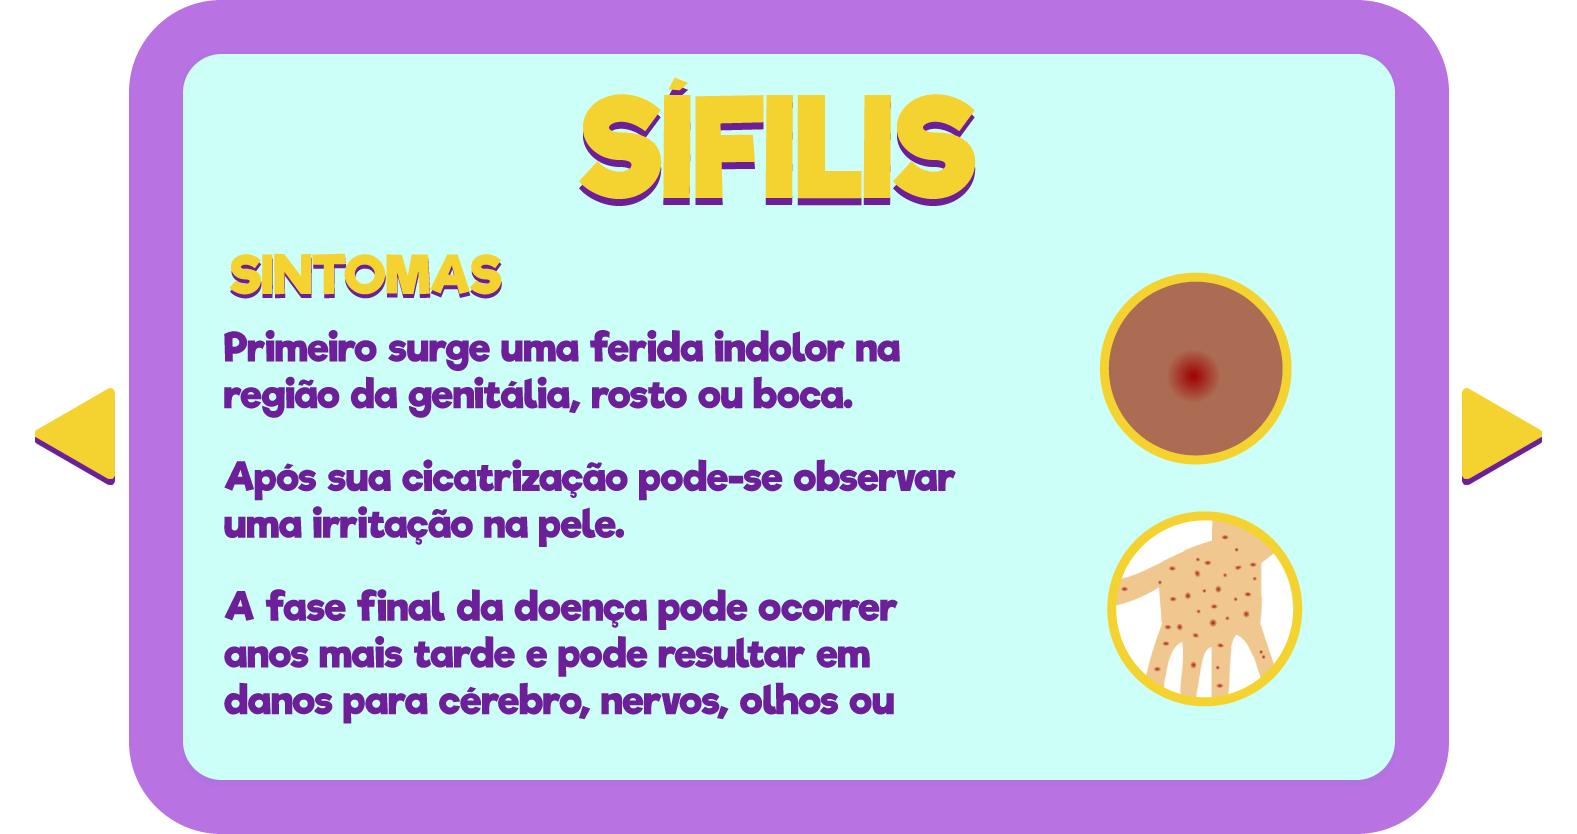 SÍFILIS
SINTOMAS
Primeiro surge uma ferida indolor na
região da genitália, rosto ou boca.
Após sua cicatrização pode-se observar
uma irritação na pele.
A fase final da doença pode ocorrer
anos mais tarde e pode resultar em
danos para cérebro, nervos, olhos ou